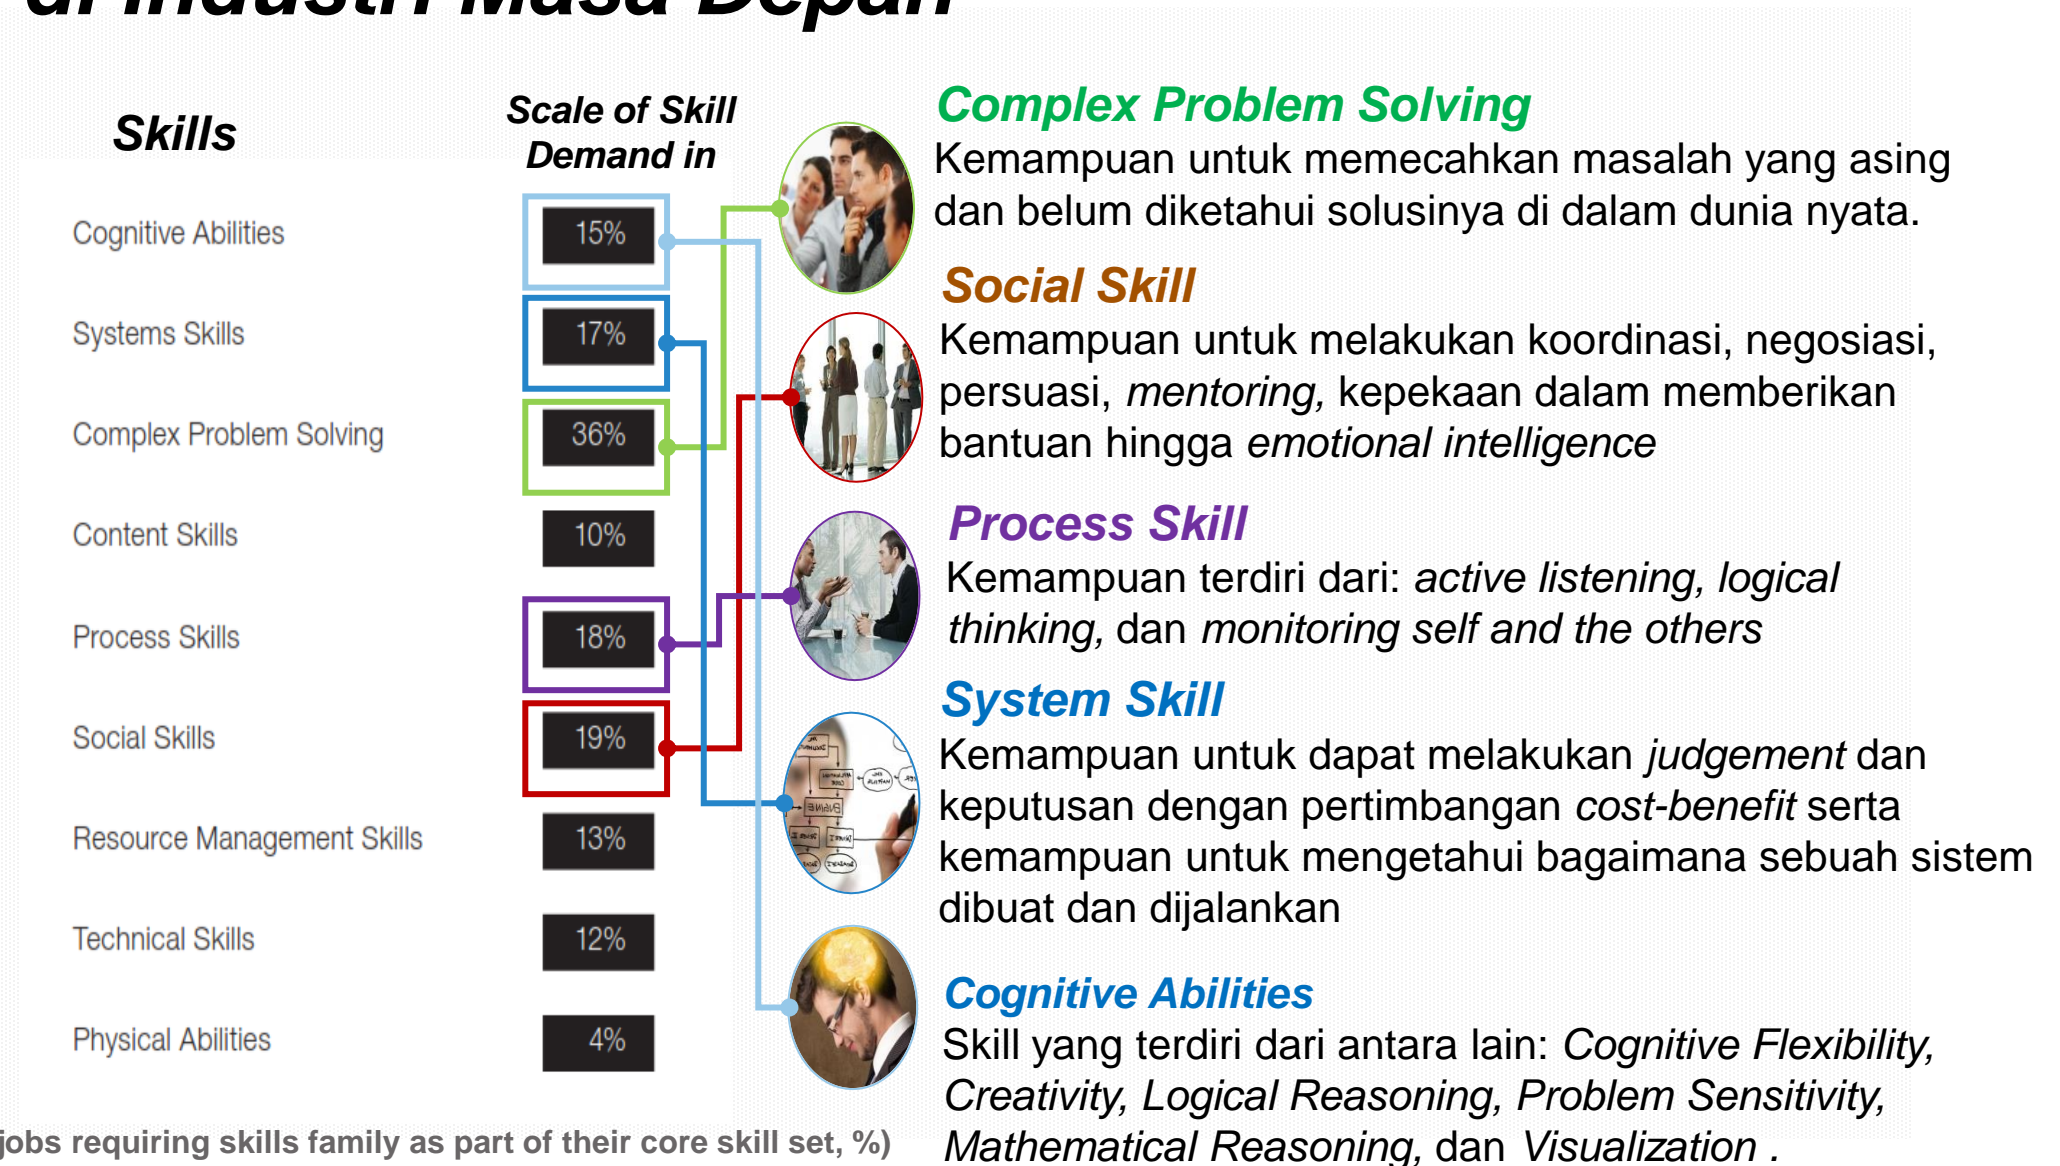 di Industri Masa Depan
Skills
Scale of Skill
Demand in
Cognitive Abilities 15%
Systems Skills 17%
Complex Problem Solving 36%
Content Skills 10%
Process Skills 18%
Social Skills 19%
Resource Management Skills 13%
Technical Skills 12%
Physical Abilities 4%
jobs requiring skills family as part of their core skill set, %)
Complex Problem Solving
Kemampuan untuk memecahkan masalah yang asing
dan belum diketahui solusinya di dalam dunia nyata.
Social Skill
Kemampuan untuk melakukan koordinasi, negosiasi,
persuasi, mentoring, kepekaan dalam memberikan
bantuan hingga emotional intelligence
Process Skill
Kemampuan terdiri dari: active listening, logical
thinking, dan monitoring self and the others
System Skill
Kemampuan untuk dapat melakukan judgement dan
keputusan dengan pertimbangan cost-benefit serta
kemampuan untuk mengetahui bagaimana sebuah sistem
dibuat dan dijalankan
Cognitive Abilities
Skill yang terdiri dari antara lain: Cognitive Flexibility,
Creativity, Logical Reasoning, Problem Sensitivity,
Mathematical Reasoning, dan Visualization .